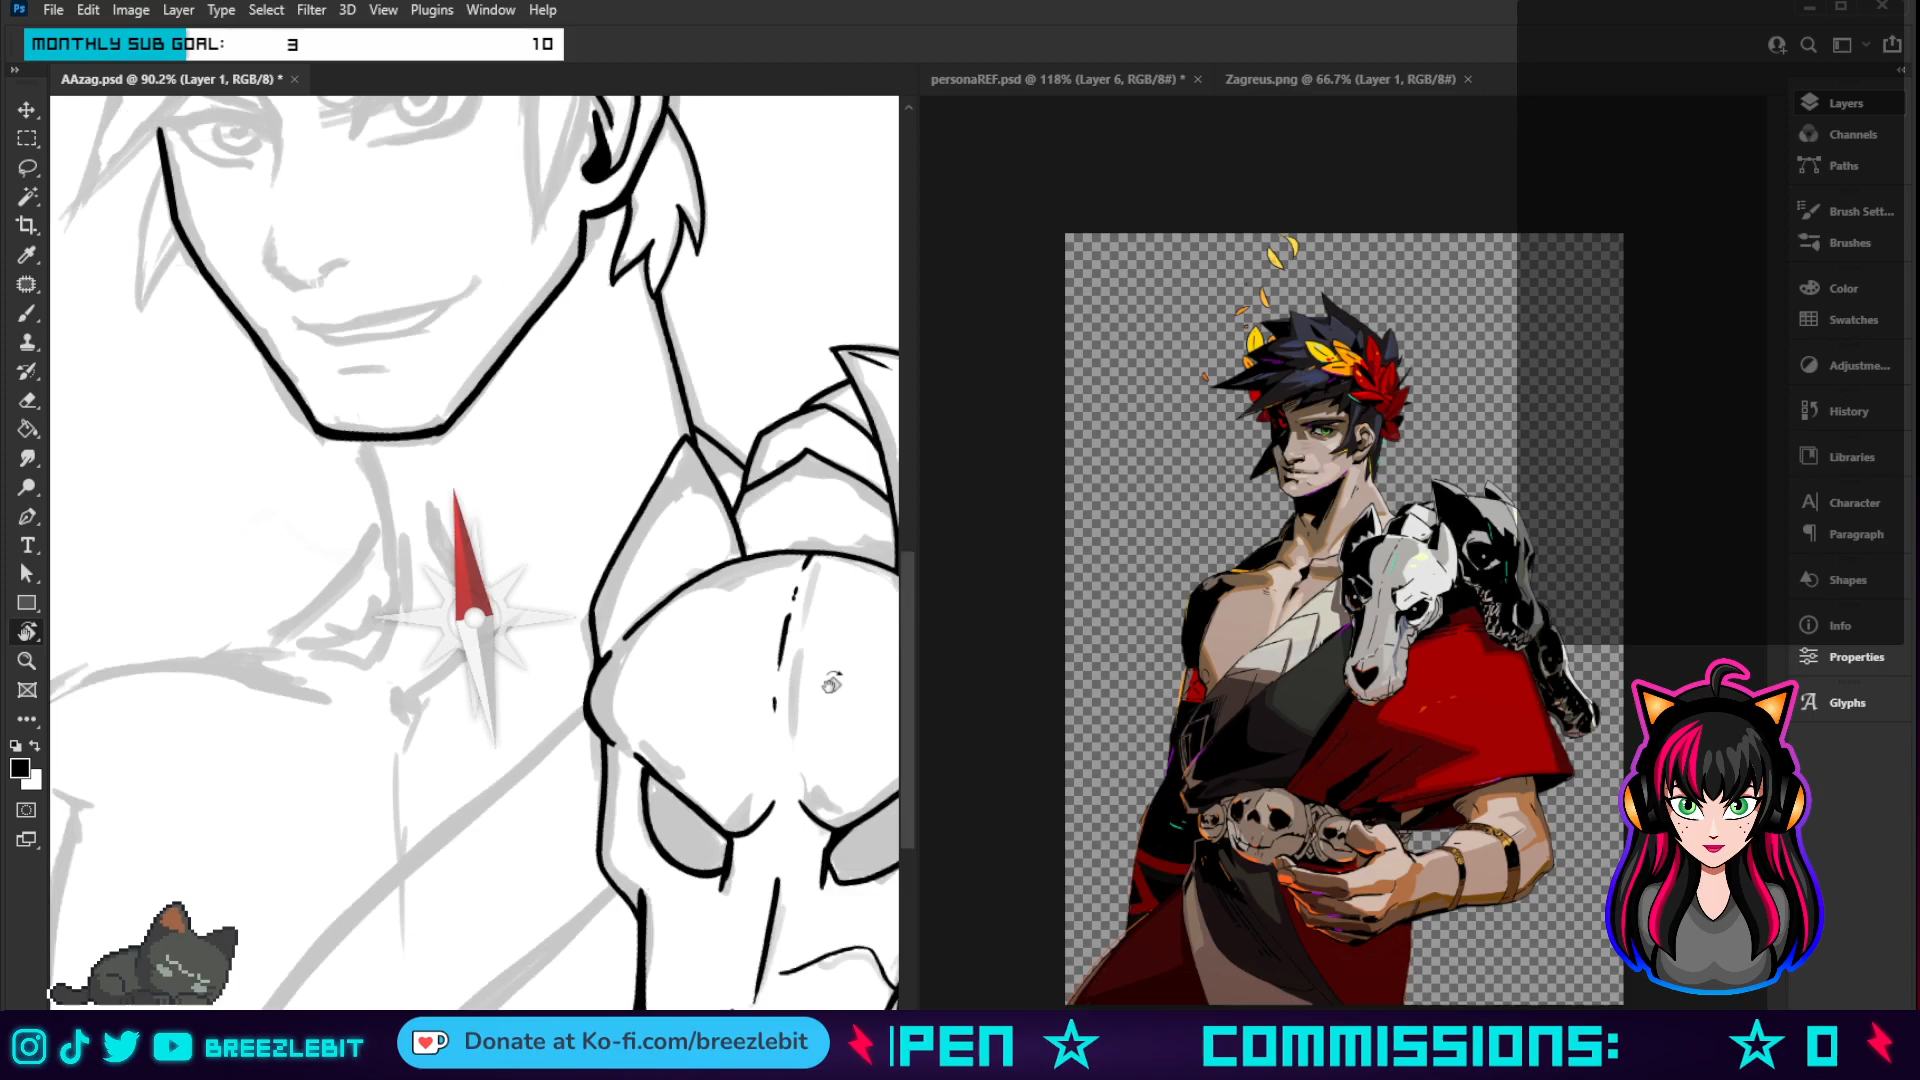 Ps File Edit Image Layer Type Select Filter 3D View Plugins Window Help
MONTHLY SUB GOAL: 3 10
AAzag.psd @ 90.2% (Layer 1, RGB/8) *
personaREF.psd @ 118% (Layer 6, RGB/8#) *
Zagreus.png @ 66.7% (Layer 1, RGB/8#)
Layers
Channels
Paths
Brush Sett...
Brushes
Color
Swatches
Adjustme...
History
Libraries
Character
Paragraph
Shapes
Info
Properties
Glyphs
BREEZLEBIT
Donate at Ko-fi.com/breezlebit
PEN
COMMISSIONS:
O